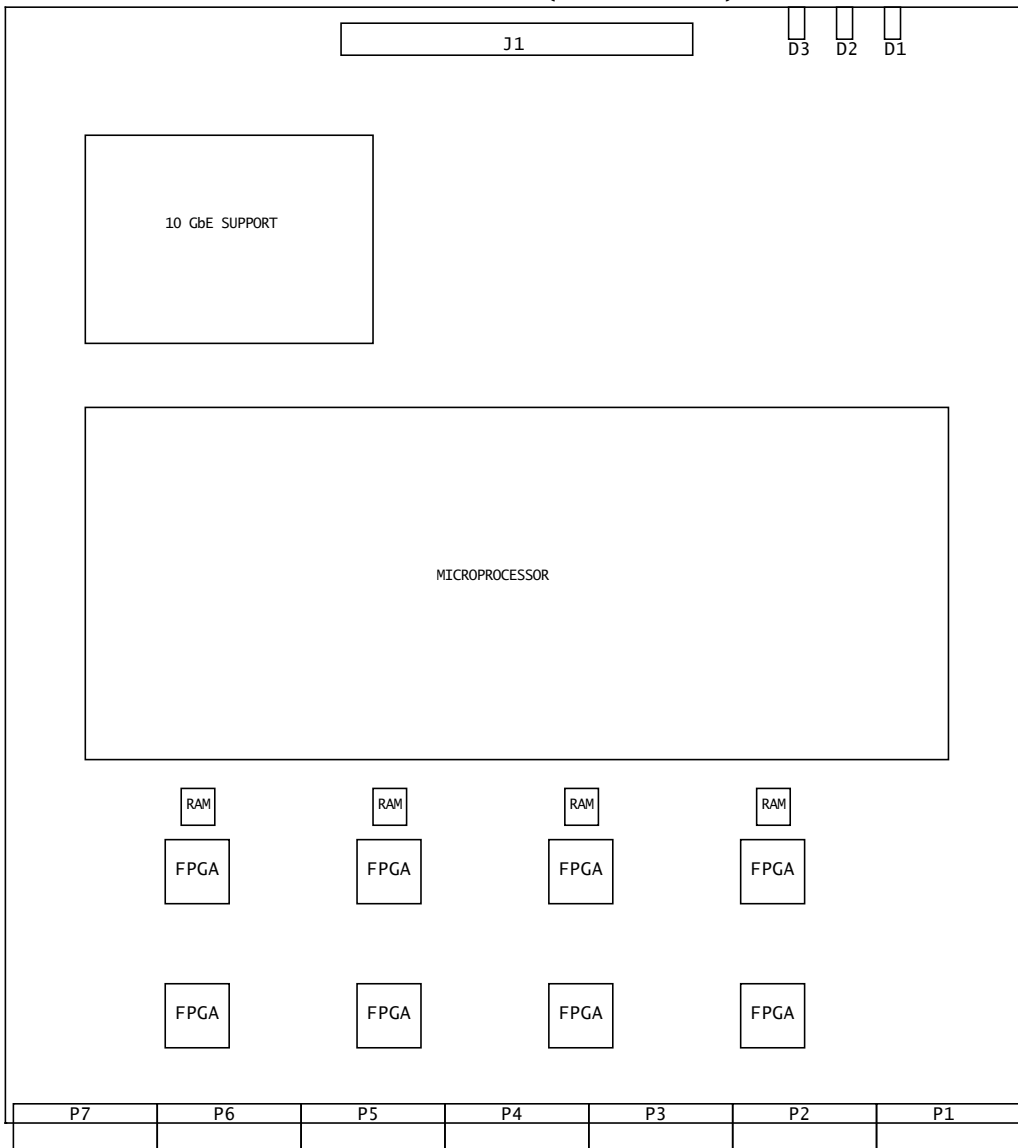 J1
D3 D2 D1
10 GbE SUPPORT
MICROPROCESSOR
RAM RAM RAM RAM
FPGA FPGA FPGA FPGA
FPGA FPGA FPGA FPGA
P7 P6 P5 P4 P3 P2 P1